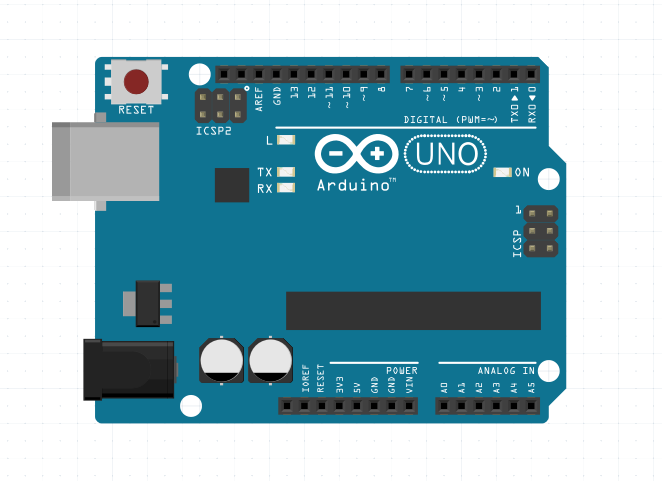 RESET
ICSP2
AREF
GND
13
12
~11
~10
~9
8
7
~6
~5
4
~3
2
TX0▶1
RX0◀0
DIGITAL (PWM=~)
L
TX
RX
Arduino™
UNO
ON
1
ICSP
POWER
ANALOG IN
IOREF
RESET
3V3
5V
GND
GND
VIN
A0
A1
A2
A3
A4
A5